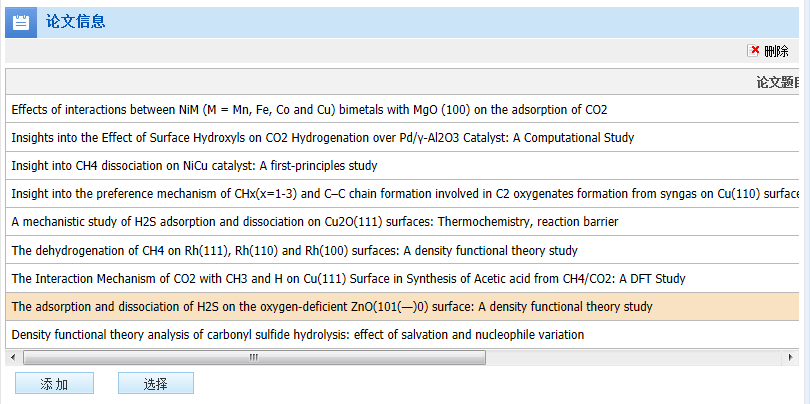 论文信息
删除
论文题目
Effects of interactions between NiM (M = Mn, Fe, Co and Cu) bimetals with MgO (100) on the adsorption of CO2
Insights into the Effect of Surface Hydroxyls on CO2 Hydrogenation over Pd/γ-Al2O3 Catalyst: A Computational Study
Insight into CH4 dissociation on NiCu catalyst: A first-principles study
Insight into the preference mechanism of CHx(x=1-3) and C–C chain formation involved in C2 oxygenates formation from syngas on Cu(110) surface
A mechanistic study of H2S adsorption and dissociation on Cu2O(111) surfaces: Thermochemistry, reaction barrier
The dehydrogenation of CH4 on Rh(111), Rh(110) and Rh(100) surfaces: A density functional theory study
The Interaction Mechanism of CO2 with CH3 and H on Cu(111) Surface in Synthesis of Acetic acid from CH4/CO2: A DFT Study
The adsorption and dissociation of H2S on the oxygen-deficient ZnO(101(—)0) surface: A density functional theory study
Density functional theory analysis of carbonyl sulfide hydrolysis: effect of salvation and nucleophile variation
添 加
选择